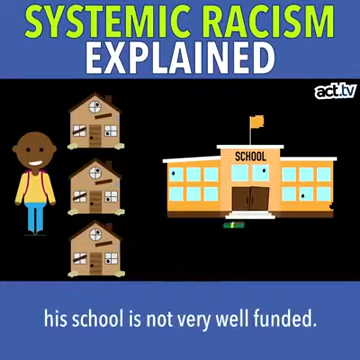 SYSTEMIC RACISM
EXPLAINED
act.tv
SCHOOL
his school is not very well funded.